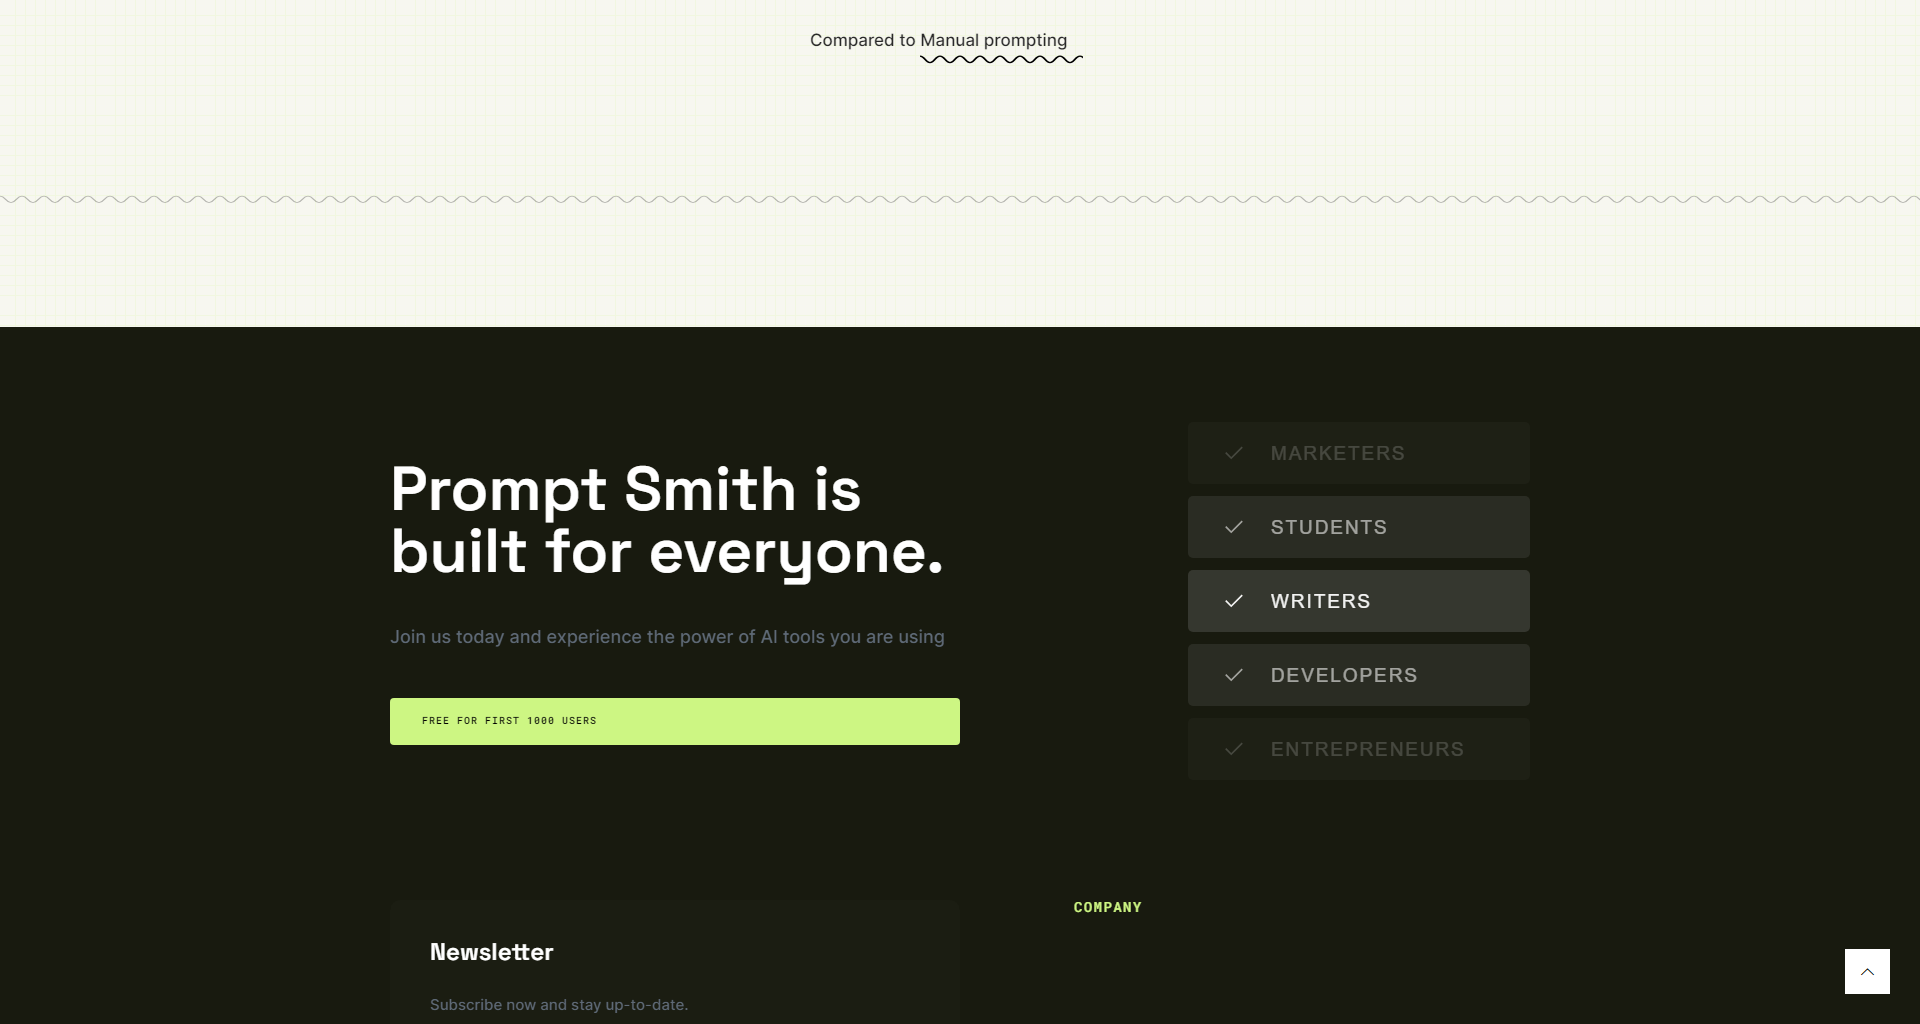 Compared to Manual prompting
Prompt Smith is
built for everyone.
Join us today and experience the power of AI tools you are using
FREE FOR FIRST 1000 USERS
MARKETERS
STUDENTS
WRITERS
DEVELOPERS
ENTREPRENEURS
Newsletter
Subscribe now and stay up-to-date.
COMPANY